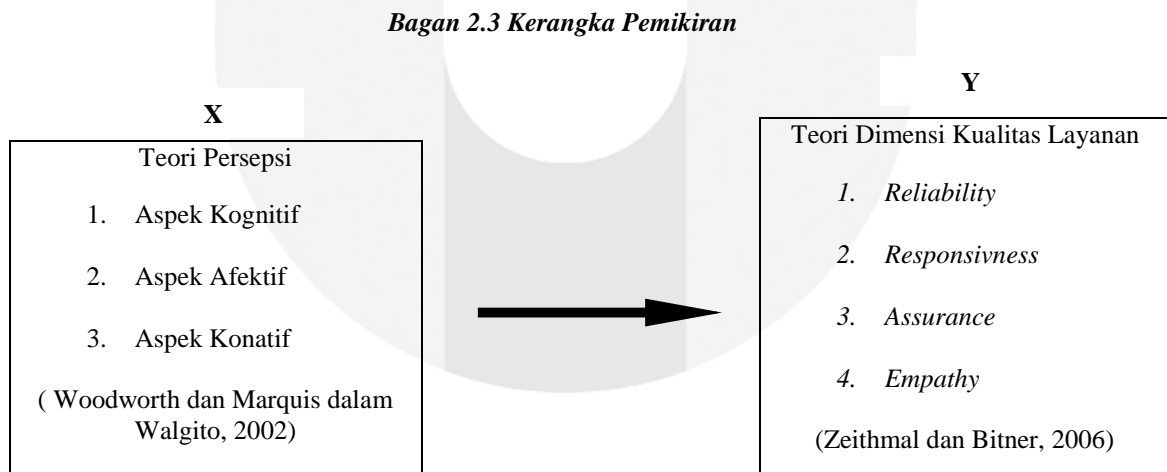 Bagan 2.3 Kerangka Pemikiran
X
Teori Persepsi
1. Aspek Kognitif
2. Aspek Afektif
3. Aspek Konatif
( Woodworth dan Marquis dalam
Walgito, 2002)
Y
Teori Dimensi Kualitas Layanan
1. Reliability
2. Responsivness
3. Assurance
4. Empathy
(Zeithmal dan Bitner, 2006)